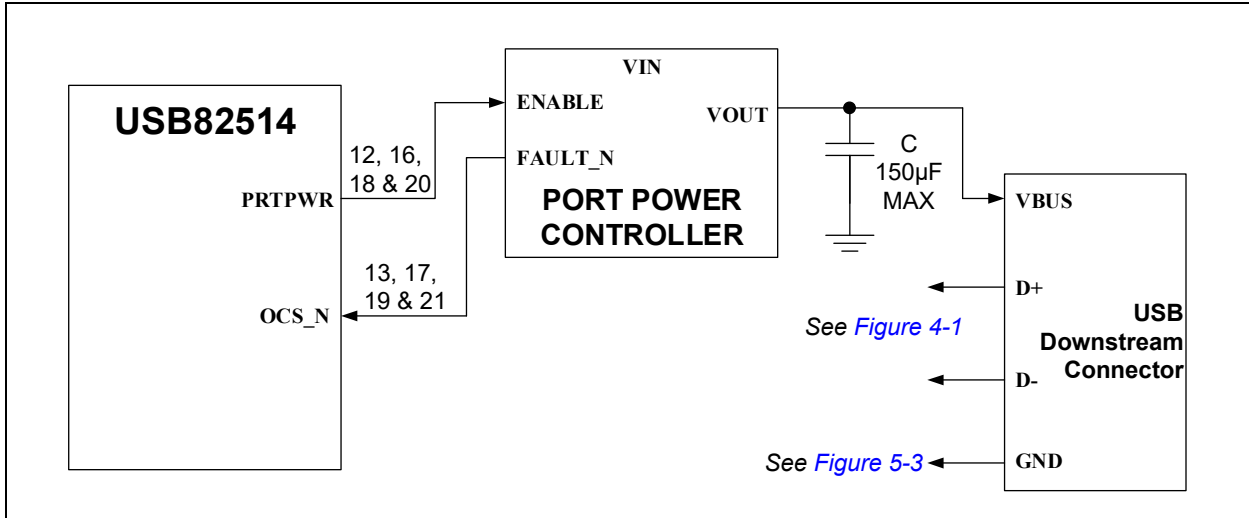 USB82514
PRTPWR
OCS_N
12, 16,
18 & 20
13, 17,
19 & 21
VIN
ENABLE
VOUT
FAULT_N
PORT POWER
CONTROLLER
C
150µF
MAX
VBUS
D+
See Figure 4-1
USB
Downstream
Connector
D-
See Figure 5-3
GND